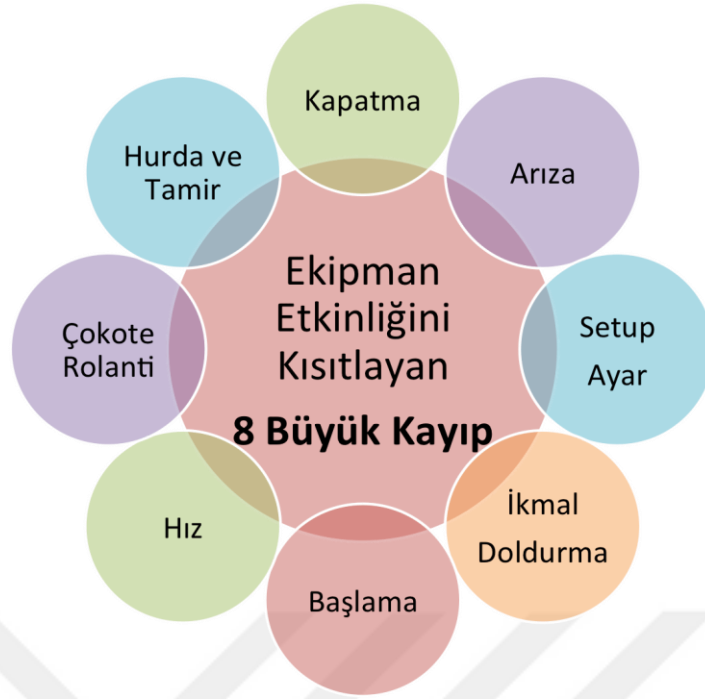 Kapatma
Arıza
Setup
Ayar
İkmal
Doldurma
Başlama
Hız
Çokote
Rolanti
Hurda ve
Tamir
Ekipman
Etkinliğini
Kısıtlayan
8 Büyük Kayıp